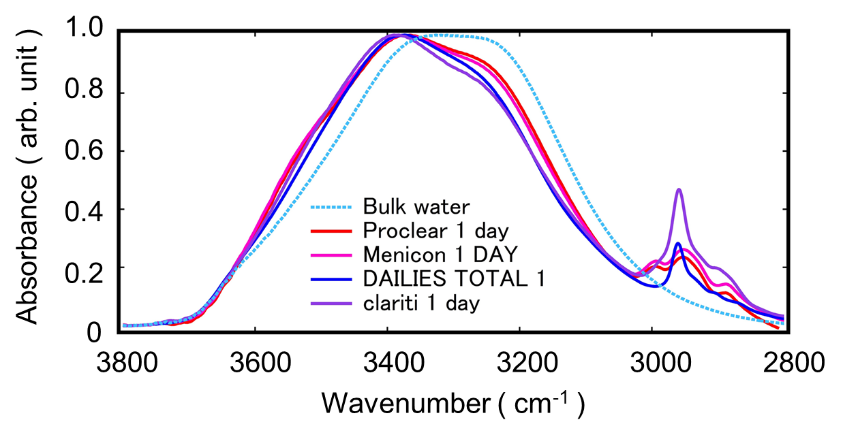 Absorbance ( arb. unit )
1.0
0.8
0.6
0.4
0.2
0
Bulk water
Proclear 1 day
Menicon 1 DAY
DAILIES TOTAL 1
clariti 1 day
3800 3600 3400 3200 3000 2800
Wavenumber ( cm⁻¹ )